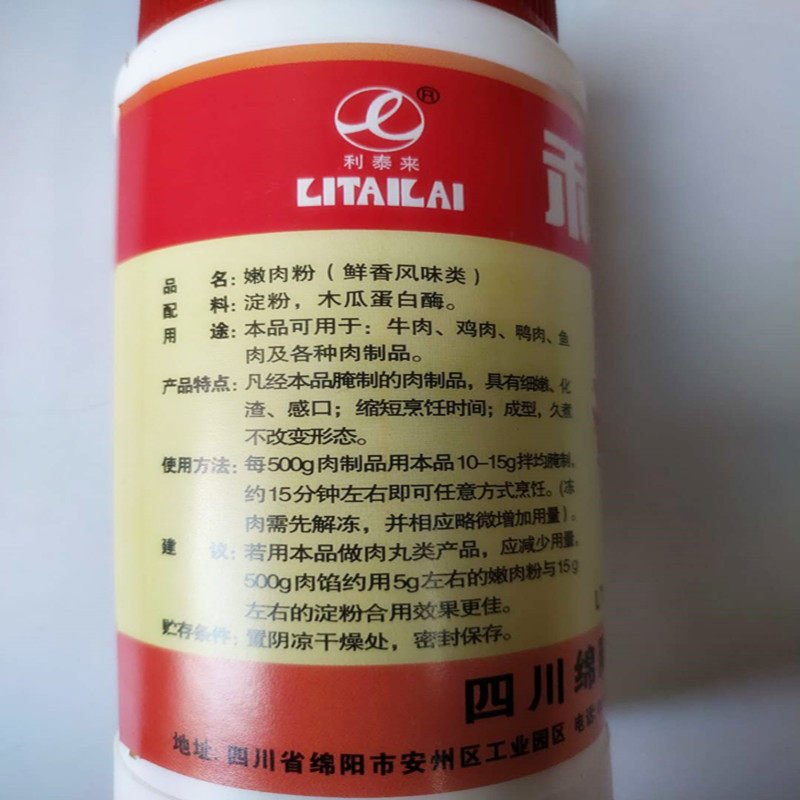 R
利泰来
LITAILAI
品 名：嫩肉粉（鲜香风味类）
配 料：淀粉，木瓜蛋白酶。
用 途：本品可用于：牛肉、鸡肉、鸭肉、鱼
肉及各种肉制品。
产品特点：凡经本品腌制的肉制品，具有细嫩、化
渣、感口；缩短烹饪时间；成型，久煮
不改变形态。
使用方法：每500g肉制品用本品10-15g拌均腌制，
约15分钟左右即可任意方式烹饪。（冻
肉需先解冻，并相应略微增加用量）。
建 议：若用本品做肉丸类产品，应减少用量，
500g肉馅约用5g左右的嫩肉粉与15g
左右的淀粉合用效果更佳。
贮存条件：置阴凉干燥处，密封保存。
四川绵
地址：四川省绵阳市安州区工业园区 电话